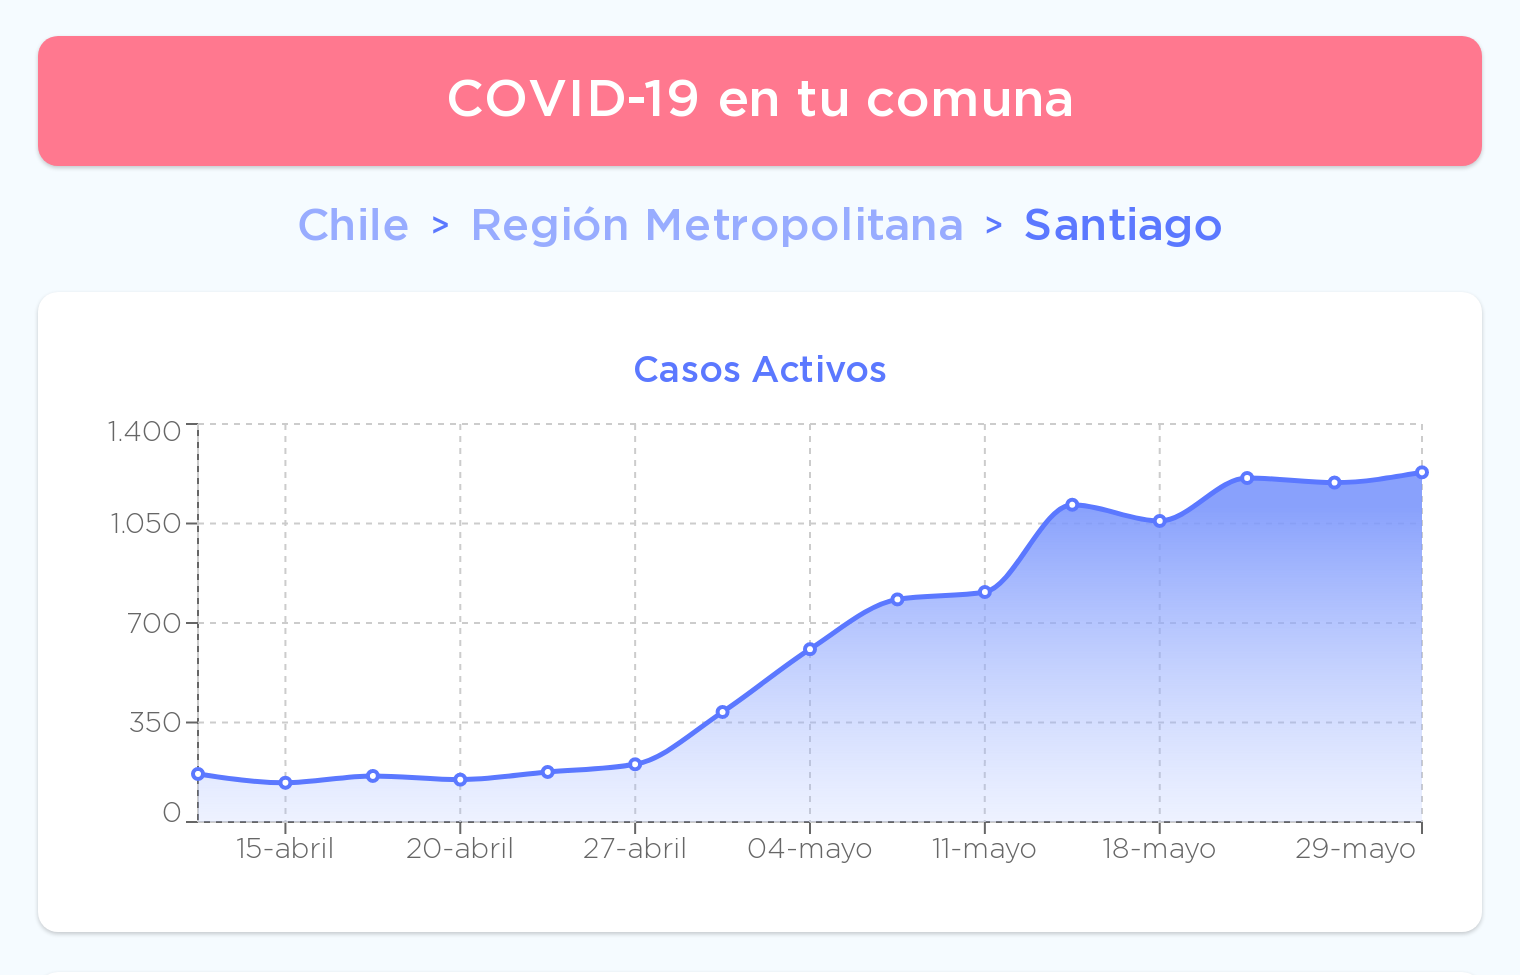 COVID-19 en tu comuna
Chile > Región Metropolitana > Santiago
Casos Activos
1.400
1.050
700
350
0
15-abril 20-abril 27-abril 04-mayo 11-mayo 18-mayo 29-mayo